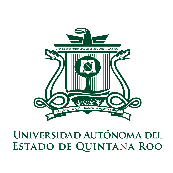 UNIVERSIDAD AUTÓNOMA DEL
ESTADO DE QUINTANA ROO